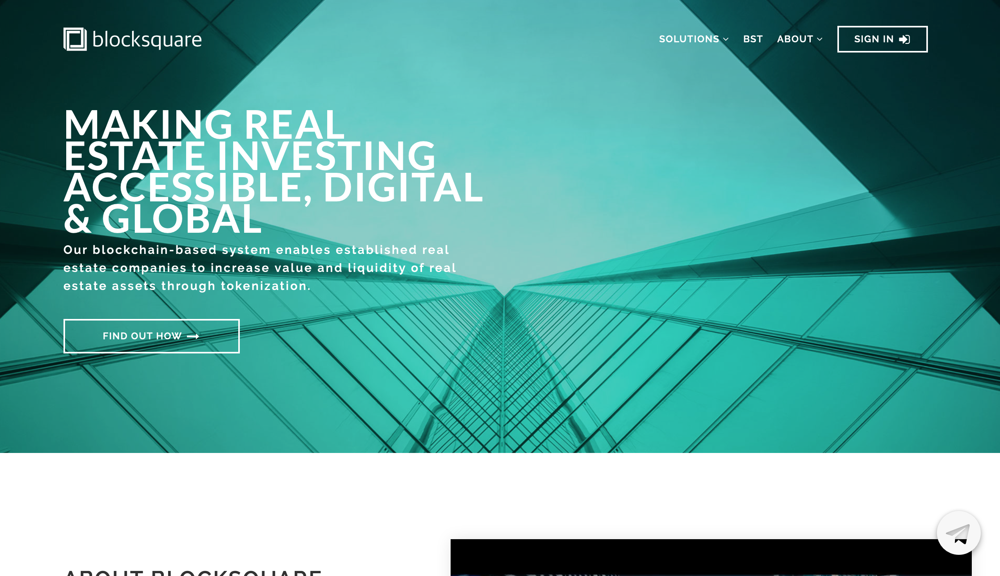 blocksquare
SOLUTIONS
BST
ABOUT
SIGN IN
MAKING REAL
ESTATE INVESTING
ACCESSIBLE, DIGITAL
& GLOBAL
Our blockchain-based system enables established real
estate companies to increase value and liquidity of real
estate assets through tokenization.
FIND OUT HOW
ABOUT BLOCKSQUARE